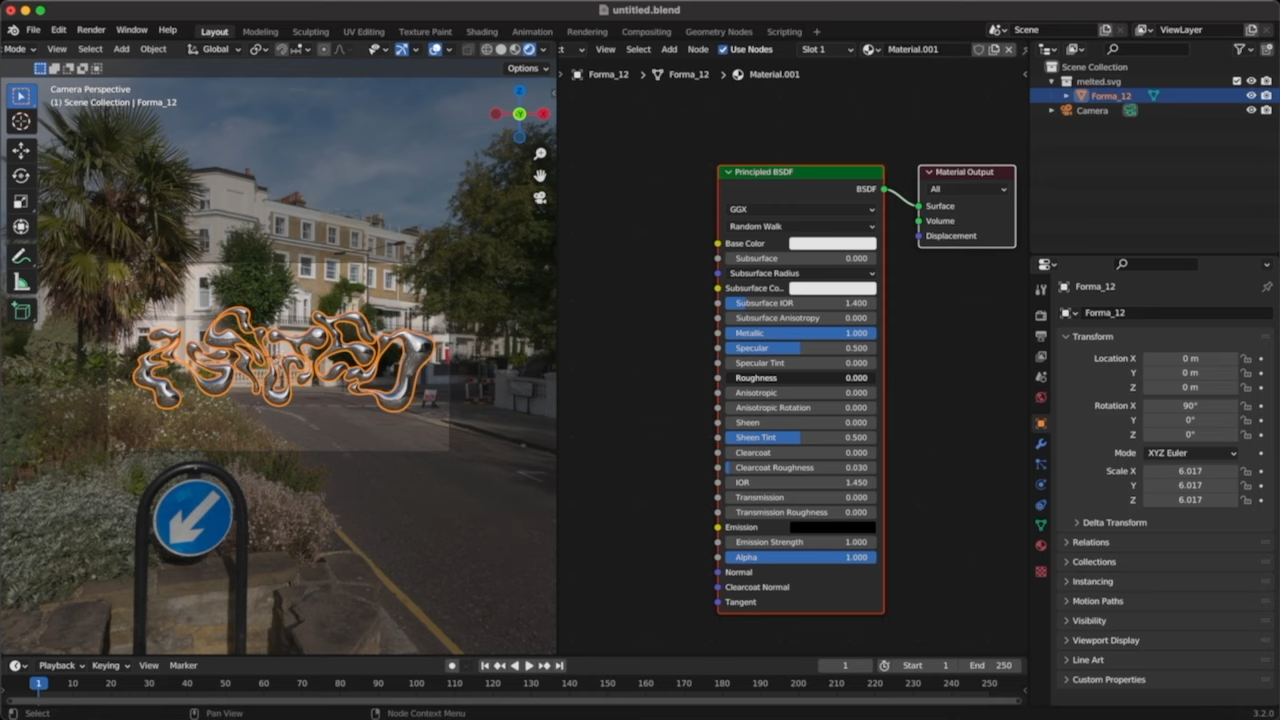 untitled.blend
File Edit Render Window Help Layout Modeling Sculpting UV Editing Texture Paint Shading Animation Rendering Compositing Geometry Nodes Scripting + Scene ViewLayer
Mode View Select Add Object Global View Select Add Node Use Nodes Slot 1 Material.001
Options
Forma_12 > Forma_12 > Material.001
Camera Perspective
(1) Scene Collection | Forma_12
Z
Y
X
Principled BSDF
BSDF
GGX
Random Walk
Base Color
Subsurface 0.000
Subsurface Radius
Subsurface Co..
Subsurface IOR 1.400
Subsurface Anisotropy 0.000
Metallic 1.000
Specular 0.500
Specular Tint 0.000
Roughness 0.000
Anisotropic 0.000
Anisotropic Rotation 0.000
Sheen 0.000
Sheen Tint 0.500
Clearcoat 0.000
Clearcoat Roughness 0.030
IOR 1.450
Transmission 0.000
Transmission Roughness 0.000
Emission
Emission Strength 1.000
Alpha 1.000
Normal
Clearcoat Normal
Tangent
Material Output
All
Surface
Volume
Displacement
Scene Collection
melted.svg
Forma_12
Camera
Forma_12
Forma_12
Transform
Location X 0 m
Y 0 m
Z 0 m
Rotation X 90°
Y 0°
Z 0°
Mode XYZ Euler
Scale X 6.017
Y 6.017
Z 6.017
Delta Transform
Relations
Collections
Instancing
Motion Paths
Visibility
Viewport Display
Line Art
Custom Properties
Playback Keying View Marker 1 Start 1 End 250
1 10 20 30 40 50 60 70 80 90 100 110 120 130 140 150 160 170 180 190 200 210 220 230 240 250
Select Pan View Node Context Menu 3.2.0